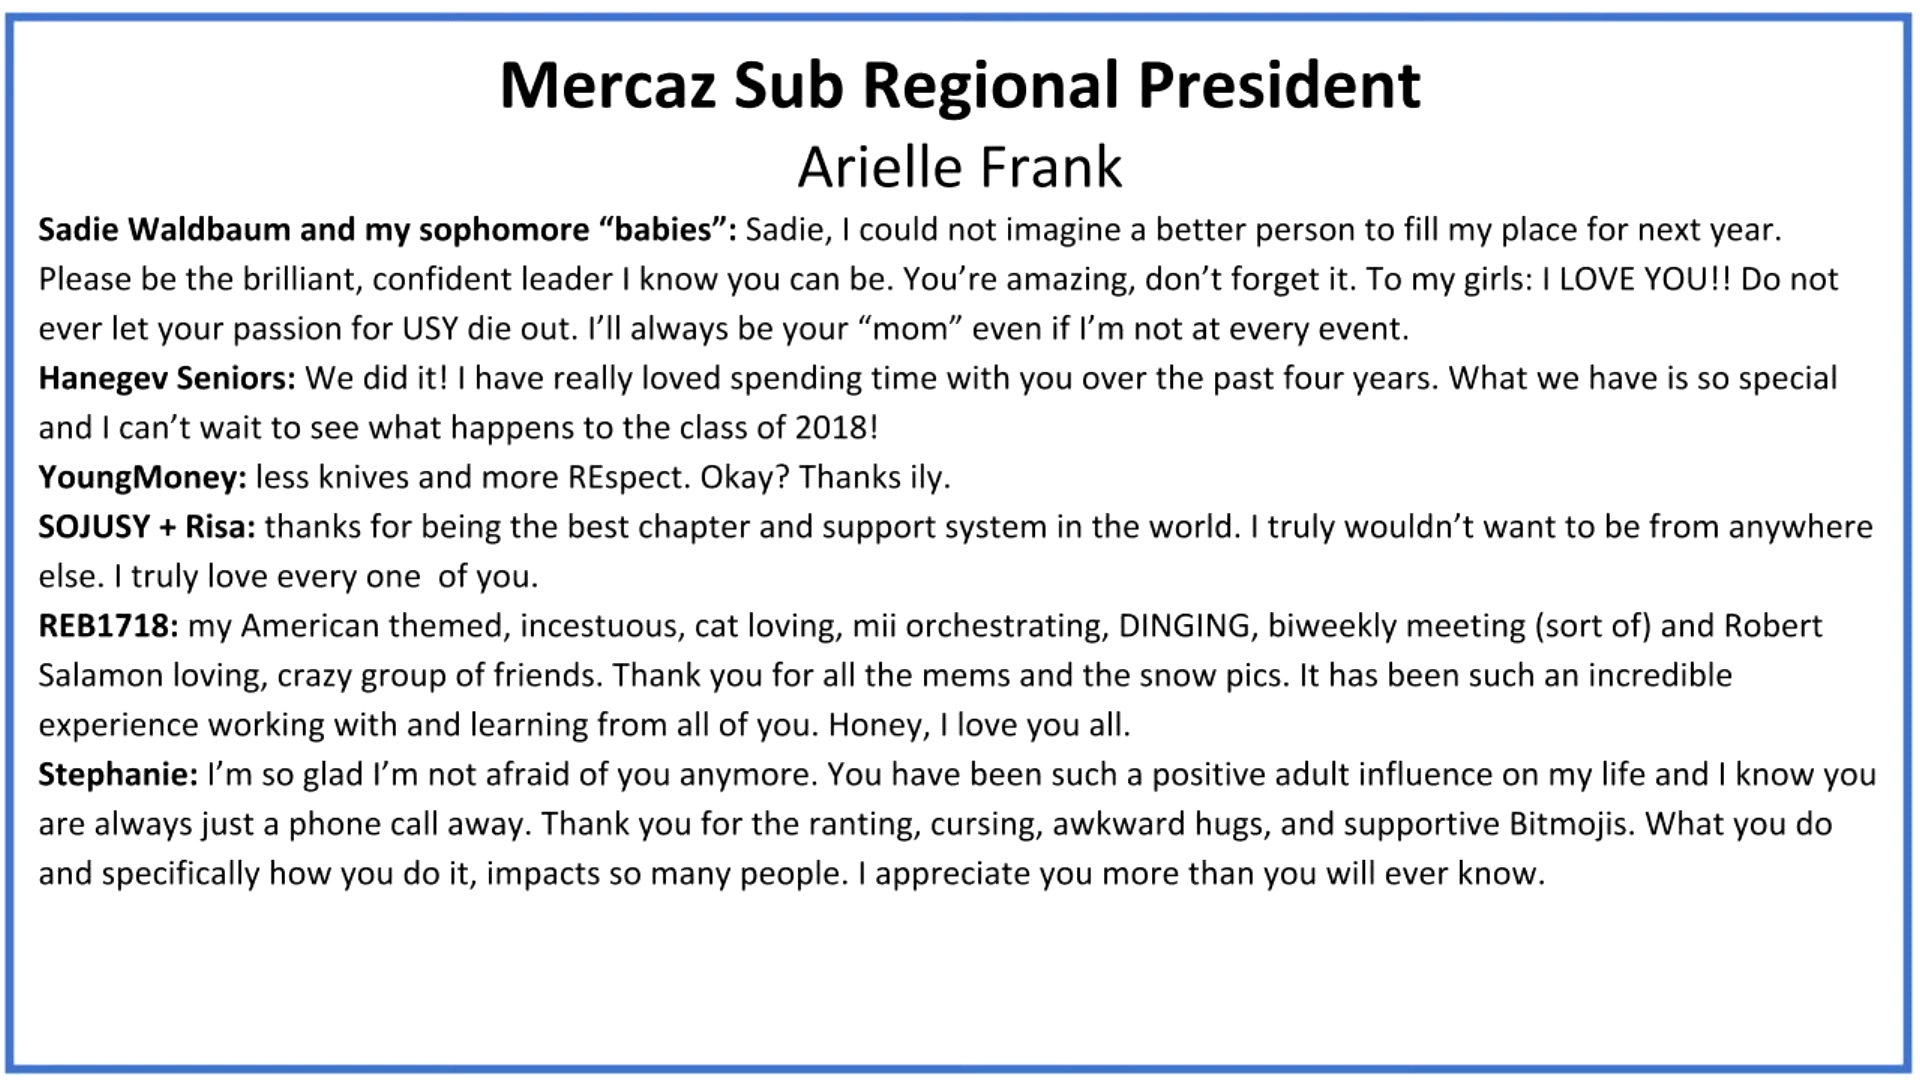 Mercaz Sub Regional President
Arielle Frank
Sadie Waldbaum and my sophomore “babies”: Sadie, I could not imagine a better person to fill my place for next year.
Please be the brilliant, confident leader I know you can be. You’re amazing, don’t forget it. To my girls: I LOVE YOU!! Do not
ever let your passion for USY die out. I’ll always be your “mom” even if I’m not at every event.
Hanegev Seniors: We did it! I have really loved spending time with you over the past four years. What we have is so special
and I can’t wait to see what happens to the class of 2018!
YoungMoney: less knives and more REspect. Okay? Thanks ily.
SOJUSY + Risa: thanks for being the best chapter and support system in the world. I truly wouldn’t want to be from anywhere
else. I truly love every one  of you.
REB1718: my American themed, incestuous, cat loving, mii orchestrating, DINGING, biweekly meeting (sort of) and Robert
Salamon loving, crazy group of friends. Thank you for all the mems and the snow pics. It has been such an incredible
experience working with and learning from all of you. Honey, I love you all.
Stephanie: I’m so glad I’m not afraid of you anymore. You have been such a positive adult influence on my life and I know you
are always just a phone call away. Thank you for the ranting, cursing, awkward hugs, and supportive Bitmojis. What you do
and specifically how you do it, impacts so many people. I appreciate you more than you will ever know.